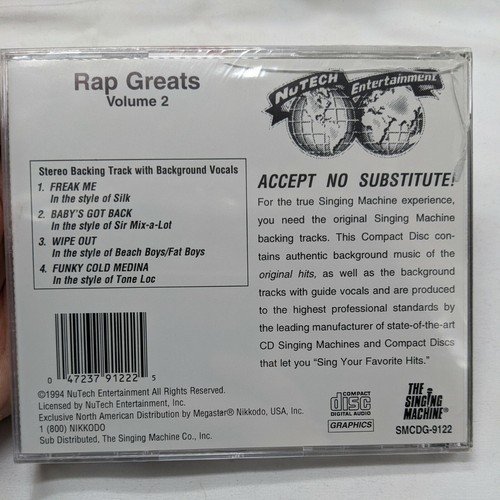 Rap Greats
Volume 2
NUTECH Entertainment
Stereo Backing Track with Background Vocals
1. FREAK ME
In the style of Silk
2. BABY'S GOT BACK
In the style of Sir Mix-a-Lot
3. WIPE OUT
In the style of Beach Boys/Fat Boys
4. FUNKY COLD MEDINA
In the style of Tone Loc
ACCEPT NO SUBSTITUTE!
For the true Singing Machine experience,
you need the original Singing Machine
backing tracks. This Compact Disc con-
tains authentic background music of the
original hits, as well as the background
tracks with guide vocals and are produced
to the highest professional standards by
the leading manufacturer of state-of-the-art
CD Singing Machines and Compact Discs
that let you "Sing Your Favorite Hits."
0 47237 91222 5
©1994 NuTech Entertainment All Rights Reserved.
Licensed by NuTech Entertainment, Inc.
Exclusive North American Distribution by Megastar® Nikkodo, USA, Inc.
1 (800) NIKKODO
Sub Distributed, The Singing Machine Co., Inc.
COMPACT
disc
DIGITAL AUDIO
GRAPHICS
THE
SINGING
MACHINE®
SMCDG-9122